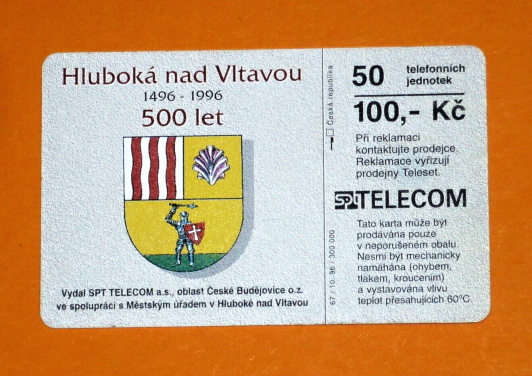 Hluboká nad Vltavou
1496 - 1996
500 let
Vydal SPT TELECOM a.s., oblast České Budějovice o.z.
ve spolupráci s Městským úřadem v Hluboké nad Vltavou
Česká republika
67 / 10. 96 / 300 000
50 telefonních
jednotek
100,- Kč
Při reklamaci
kontaktujte prodejce.
Reklamace vyřizují
prodejny Teleset.
SPT TELECOM
Tato karta může být
prodávána pouze
v neporušeném obalu.
Nesmí být mechanicky
namáhána (ohybem,
tlakem, kroucením)
a vystavována vlivu
teplot přesahujících 60°C.